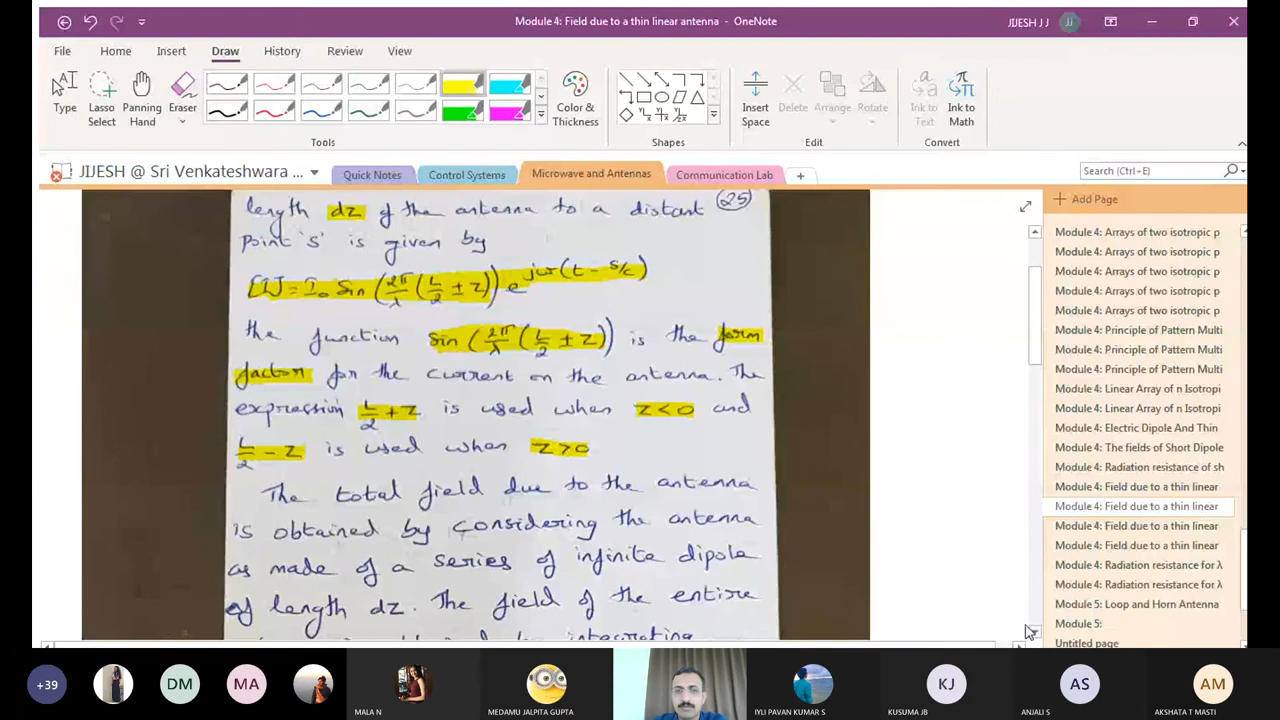 Module 4: Field due to a thin linear antenna - OneNote
JIJESH J J
JJ
File
Home
Insert
Draw
History
Review
View
Type
Lasso Select
Panning Hand
Eraser
Color & Thickness
Insert Space
Delete
Arrange
Rotate
Ink to Text
Ink to Math
Tools
Shapes
Edit
Convert
JIJESH @ Sri Venkateshwara ...
Quick Notes
Control Systems
Microwave and Antennas
Communication Lab
Search (Ctrl+E)
length dz of the antenna to a distant (25)
point 's' is given by
[I] = I₀ Sin (2π/λ (L/2 ± z)) e^jω(t - s/c)
the function sin (2π/λ (L/2 ± z)) is the form
factor for the current on the antenna. The
expression L/2 + z is used when z < 0 and
L/2 - z is used when z > 0
The total field due to the antenna
is obtained by considering the antenna
as made of a series of infinite dipole
of length dz. The field of the entire
integrating
Add Page
Module 4: Arrays of two isotropic p
Module 4: Arrays of two isotropic p
Module 4: Arrays of two isotropic p
Module 4: Arrays of two isotropic p
Module 4: Arrays of two isotropic p
Module 4: Principle of Pattern Multi
Module 4: Principle of Pattern Multi
Module 4: Principle of Pattern Multi
Module 4: Linear Array of n Isotropi
Module 4: Linear Array of n Isotropi
Module 4: Electric Dipole And Thin
Module 4: The fields of Short Dipole
Module 4: Radiation resistance of sh
Module 4: Field due to a thin linear
Module 4: Field due to a thin linear
Module 4: Field due to a thin linear
Module 4: Field due to a thin linear
Module 4: Radiation resistance for λ
Module 4: Radiation resistance for λ
Module 5: Loop and Horn Antenna
Module 5:
Untitled page
+39
DM
MA
MALA N
MEDAMU JALPITA GUPTA
IYLI PAVAN KUMAR S
KJ
KUSUMA JB
AS
ANJALI S
AM
AKSHATA T MASTI